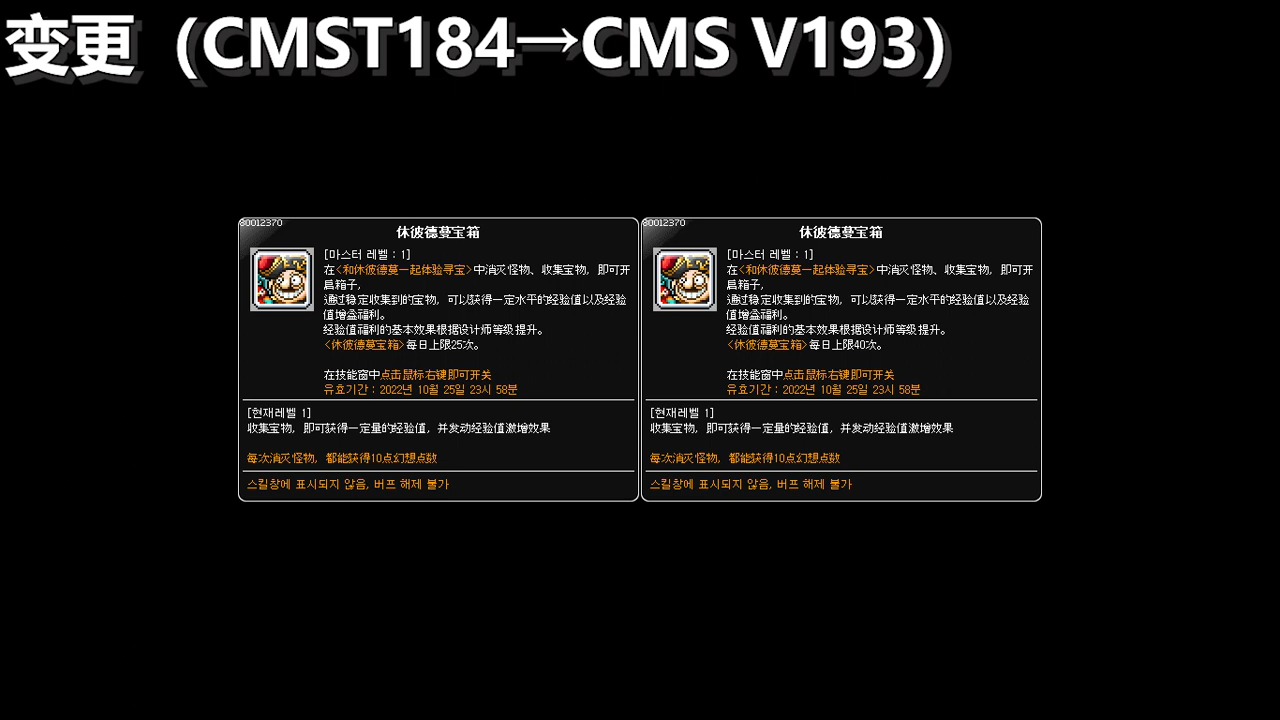 变更（CMST184→CMS V193）
80012370
休彼德蔓宝箱
[마스터 레벨 : 1]
在<和休彼德蔓一起体验寻宝>中消灭怪物、收集宝物，即可开
启箱子，
通过稳定收集到的宝物，可以获得一定水平的经验值以及经验
值增益福利。
经验值福利的基本效果根据设计师等级提升。
<休彼德蔓宝箱>每日上限25次。
在技能窗中点击鼠标右键即可开关
유효기간 : 2022년 10월 25일 23시 58분
[현재레벨 1]
收集宝物，即可获得一定量的经验值，并发动经验值激增效果
每次消灭怪物，都能获得10点幻想点数
스킬창에 표시되지 않음, 버프 해제 불가
80012370
休彼德蔓宝箱
[마스터 레벨 : 1]
在<和休彼德蔓一起体验寻宝>中消灭怪物、收集宝物，即可开
启箱子，
通过稳定收集到的宝物，可以获得一定水平的经验值以及经验
值增益福利。
经验值福利的基本效果根据设计师等级提升。
<休彼德蔓宝箱>每日上限40次。
在技能窗中点击鼠标右键即可开关
유효기간 : 2022년 10월 25일 23시 58분
[현재레벨 1]
收集宝物，即可获得一定量的经验值，并发动经验值激增效果
每次消灭怪物，都能获得10点幻想点数
스킬창에 표시되지 않음, 버프 해제 불가